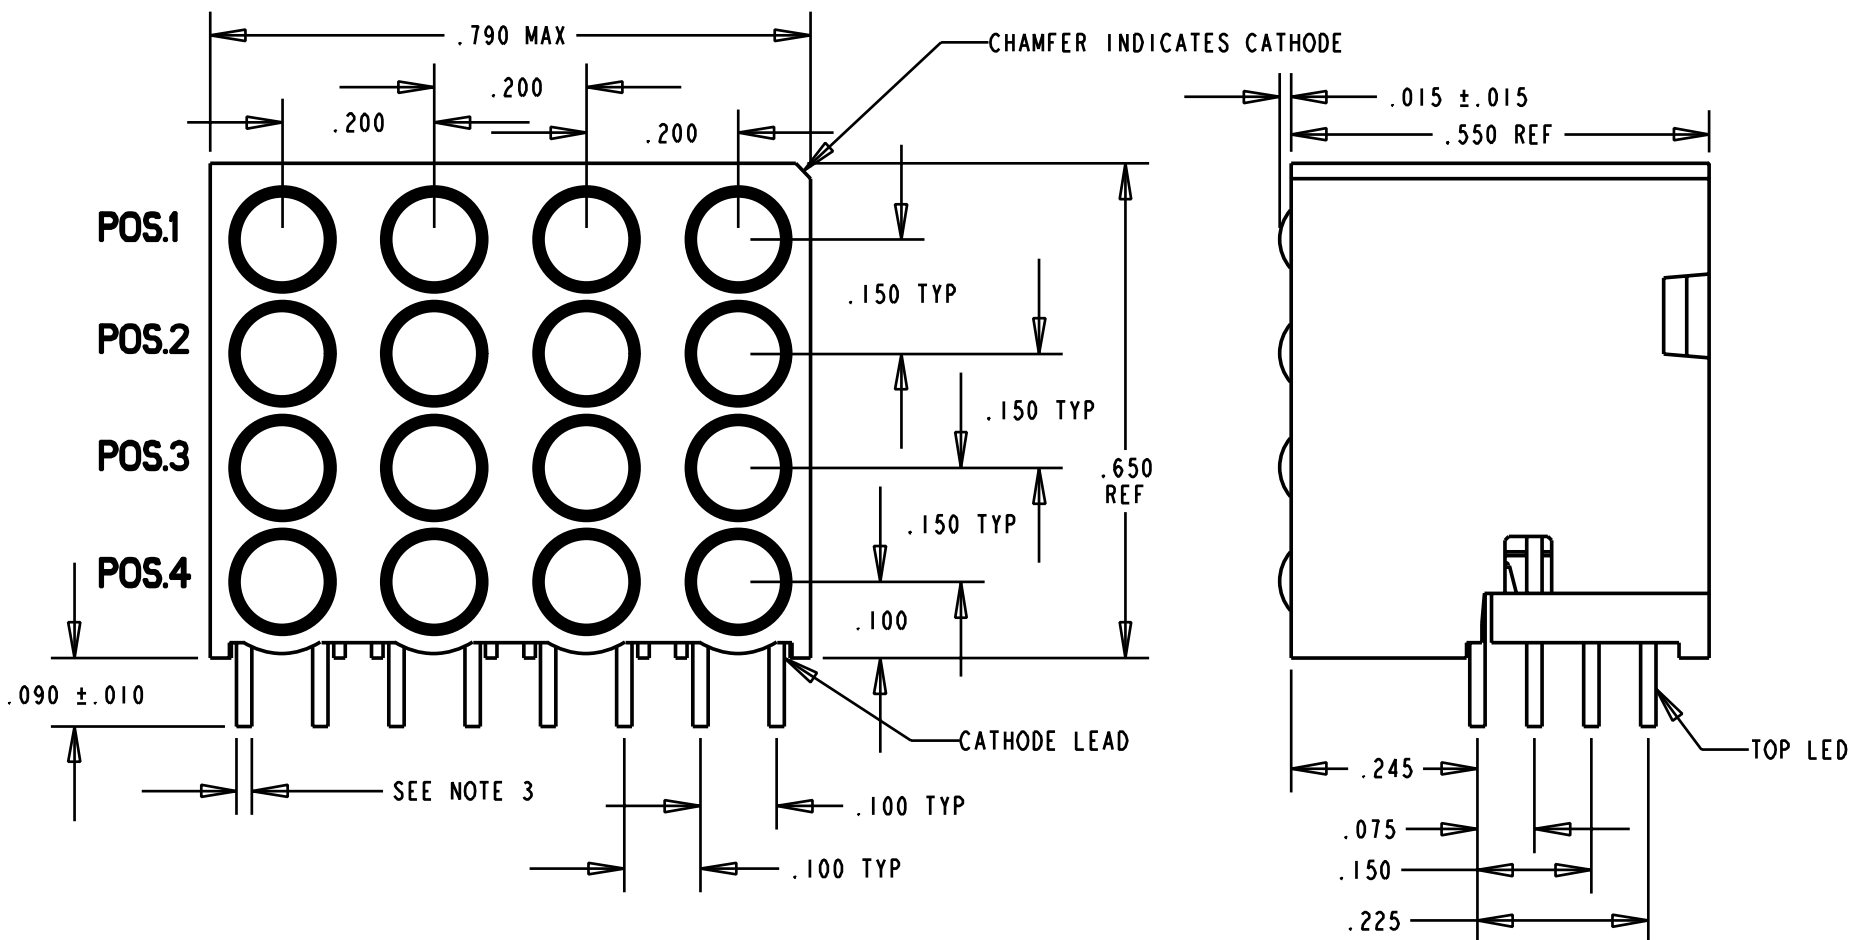 .790 MAX
CHAMFER INDICATES CATHODE
.200
.200
.200
.015 ±.015
.550 REF
POS.1
.150 TYP
POS.2
.150 TYP
POS.3
.650
REF
.150 TYP
POS.4
.100
.090 ±.010
CATHODE LEAD
TOP LED
SEE NOTE 3
.245
.100 TYP
.075
.100 TYP
.150
.225